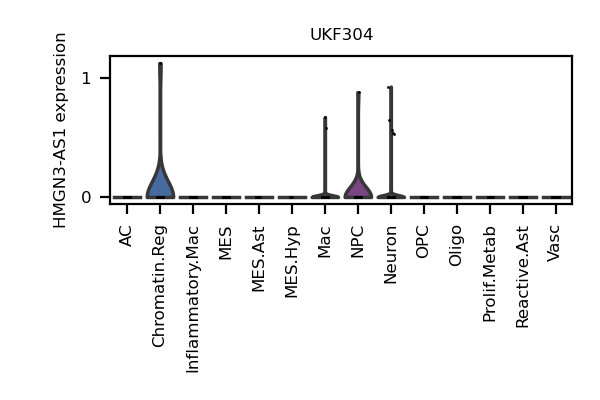 UKF304
HMGN3-AS1 expression
1
0
AC
Chromatin.Reg
Inflammatory.Mac
MES
MES.Ast
MES.Hyp
Mac
NPC
Neuron
OPC
Oligo
Prolif.Metab
Reactive.Ast
Vasc